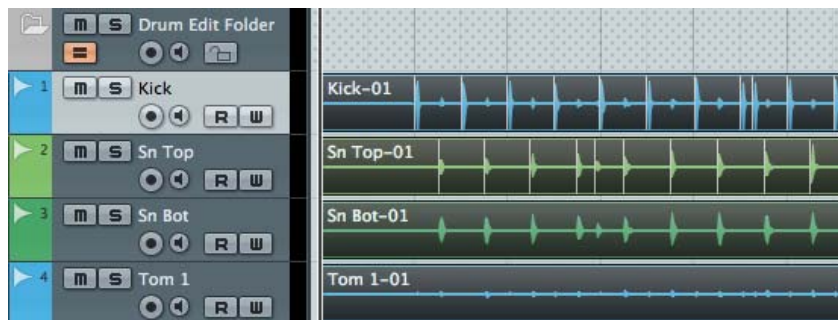 m S Drum Edit Folder
=
1 m S Kick
R W
Kick-01
2 m S Sn Top
R W
Sn Top-01
3 m S Sn Bot
R W
Sn Bot-01
4 m S Tom 1
R W
Tom 1-01